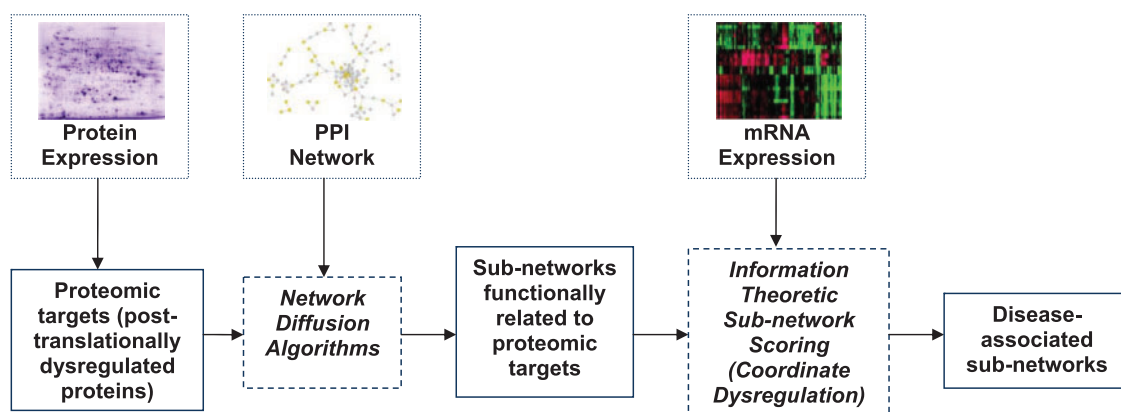 Protein
Expression
PPI
Network
mRNA
Expression
Proteomic
targets (post-
translationally
dysregulated
proteins)
Network
Diffusion
Algorithms
Sub-networks
functionally
related to
proteomic
targets
Information
Theoretic
Sub-network
Scoring
(Coordinate
Dysregulation)
Disease-
associated
sub-networks